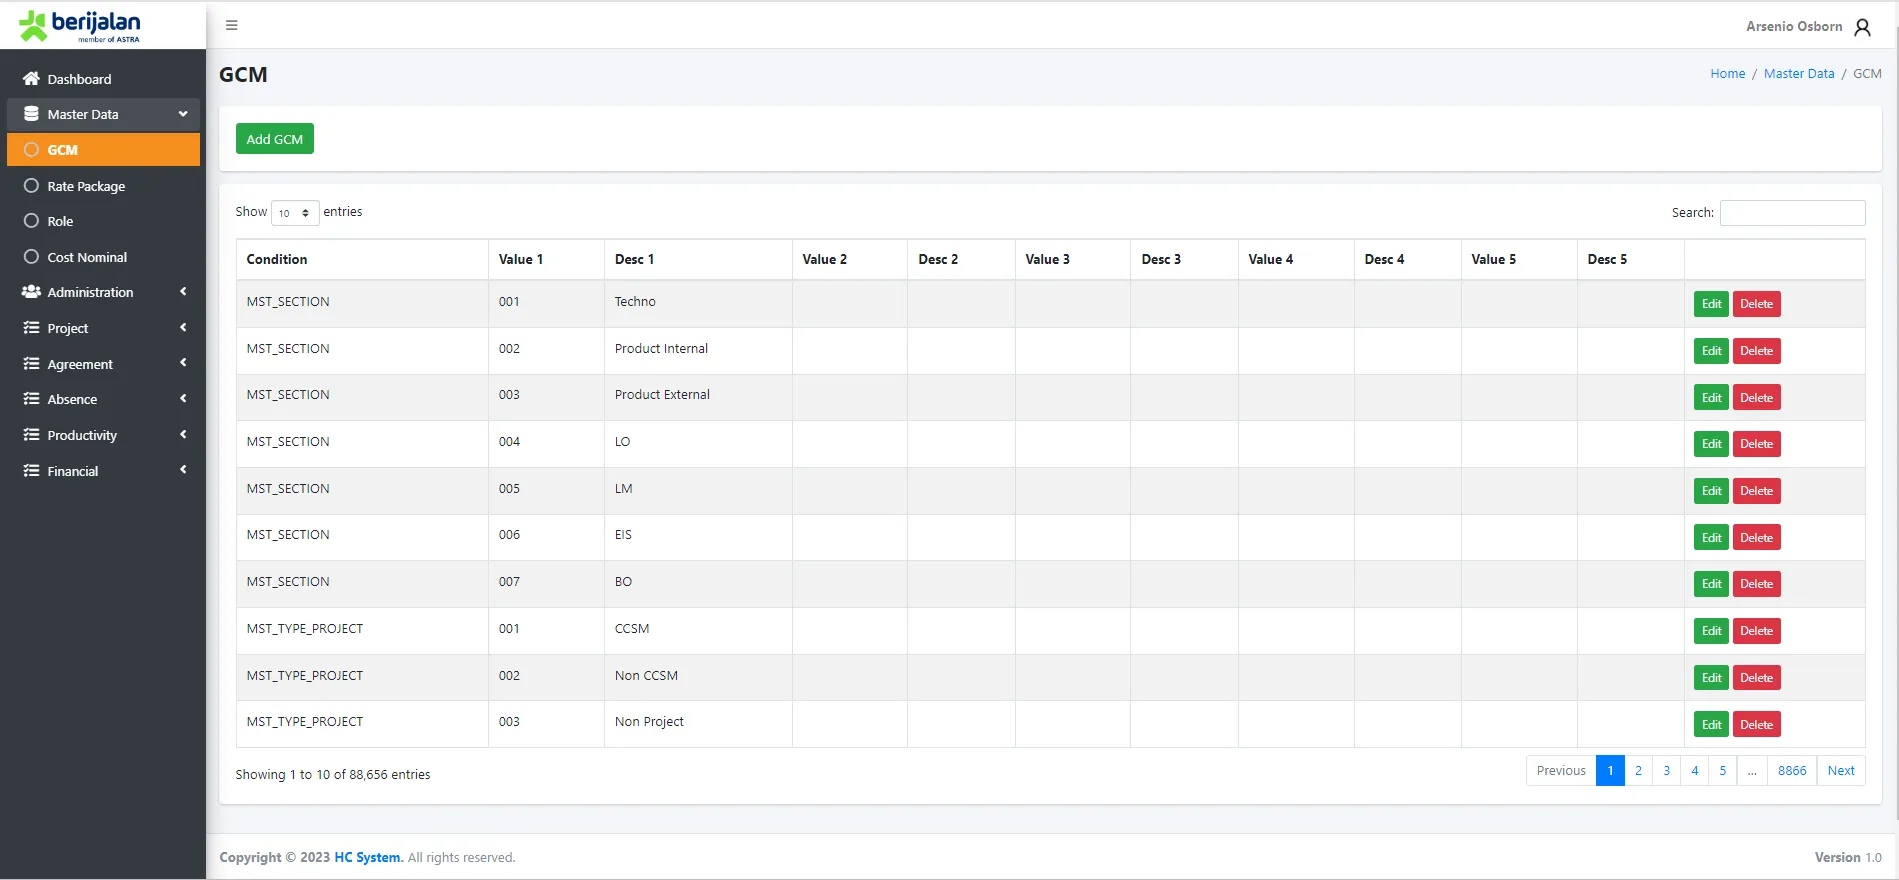 berijalan
member of ASTRA
Arsenio Osborn
Dashboard
Master Data
GCM
Rate Package
Role
Cost Nominal
Administration
Project
Agreement
Absence
Productivity
Financial
GCM
Home / Master Data / GCM
Add GCM
Show 10 entries
Search:
Condition Value 1 Desc 1 Value 2 Desc 2 Value 3 Desc 3 Value 4 Desc 4 Value 5 Desc 5
MST_SECTION 001 Techno Edit Delete
MST_SECTION 002 Product Internal Edit Delete
MST_SECTION 003 Product External Edit Delete
MST_SECTION 004 LO Edit Delete
MST_SECTION 005 LM Edit Delete
MST_SECTION 006 EIS Edit Delete
MST_SECTION 007 BO Edit Delete
MST_TYPE_PROJECT 001 CCSM Edit Delete
MST_TYPE_PROJECT 002 Non CCSM Edit Delete
MST_TYPE_PROJECT 003 Non Project Edit Delete
Showing 1 to 10 of 88,656 entries
Previous 1 2 3 4 5 ... 8866 Next
Copyright © 2023 HC System. All rights reserved.
Version 1.0